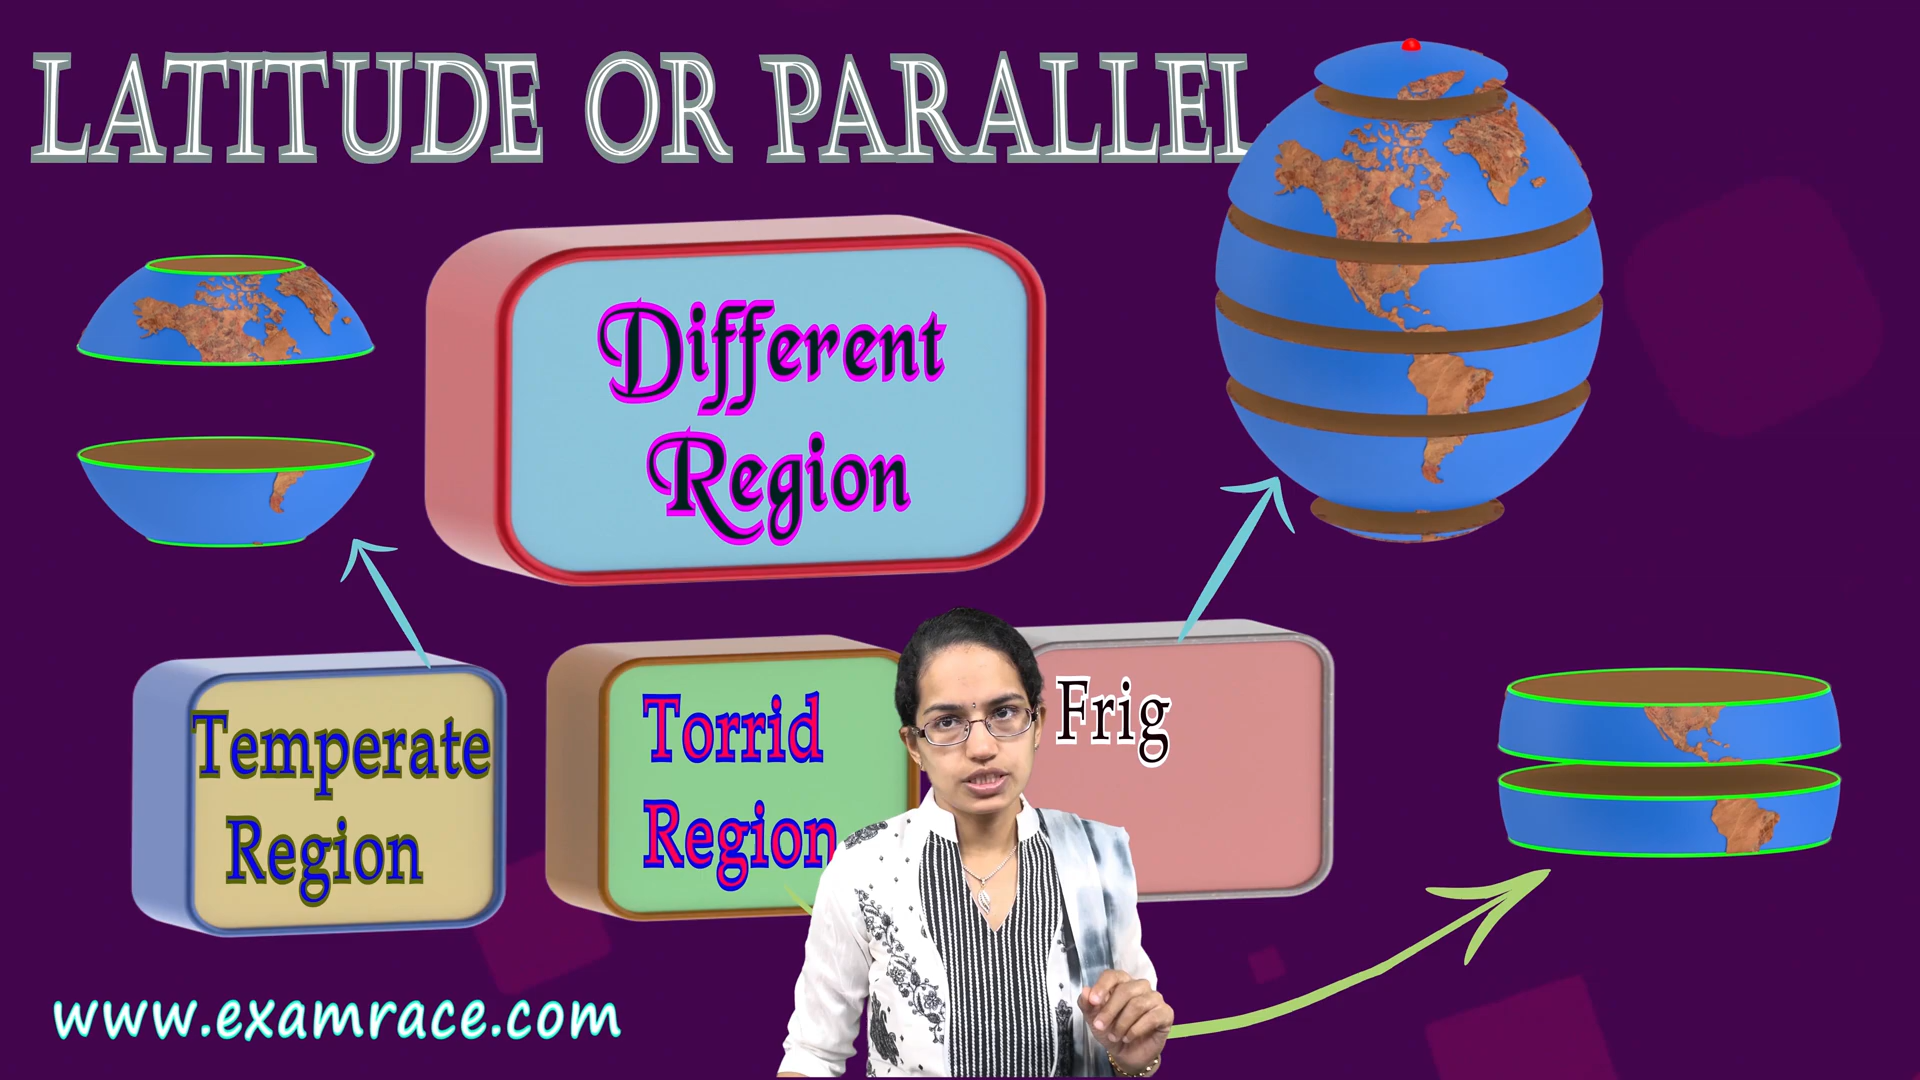 LATITUDE OR PARALLEL
Different
Region
Temperate
Region
Torrid
Region
Frig
www.examrace.com